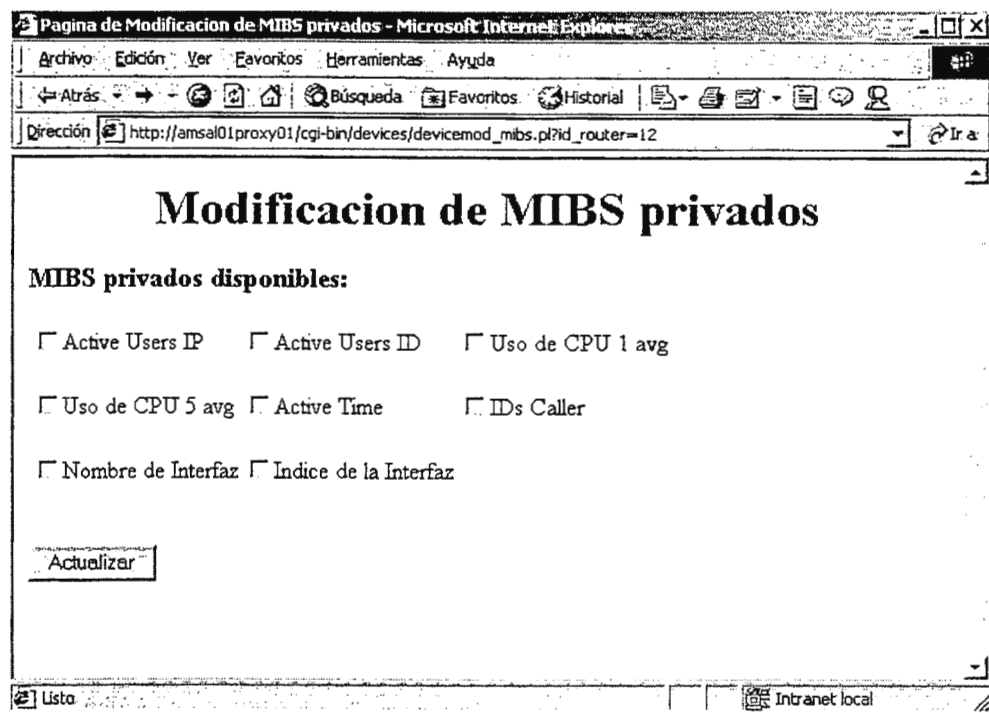 Pagina de Modificacion de MIBS privados - Microsoft Internet Explorer
Archivo Edición Ver Favoritos Herramientas Ayuda
Atrás Búsqueda Favoritos Historial
Dirección http://amsal01proxy01/cgi-bin/devices/devicemod_mibs.pl?id_router=12 Ir a
Modificacion de MIBS privados
MIBS privados disponibles:
Active Users IP Active Users ID Uso de CPU 1 avg
Uso de CPU 5 avg Active Time IDs Caller
Nombre de Interfaz Indice de la Interfaz
Actualizar
Listo Intranet local